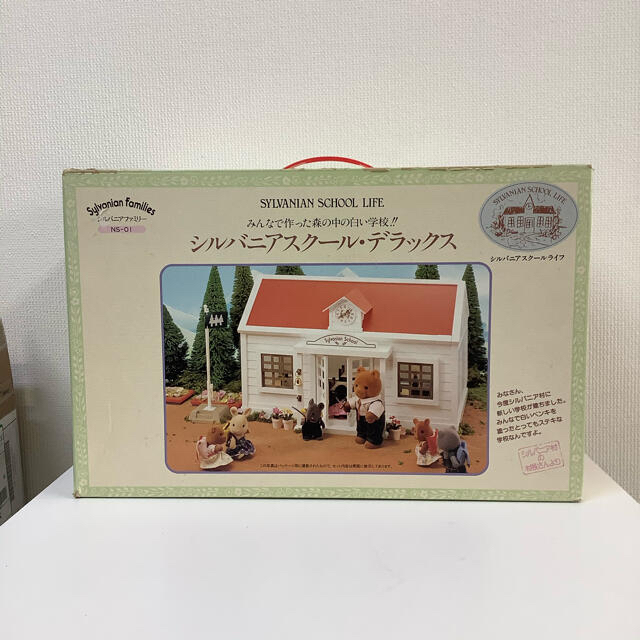 Sylvanian Families
シルバニアファミリー
NS-01
SYLVANIAN SCHOOL LIFE
みんなで作った森の中の白い学校!!
シルバニアスクール・デラックス
SYLVANIAN SCHOOL LIFE
シルバニアスクールライフ
Sylvanian School
みなさん、
今度シルバニア村に
新しい学校が建ちました。
みんなで白いペンキを
塗ったとってもステキな
学校なんですよ。
シルバニア村
の
村長さんより